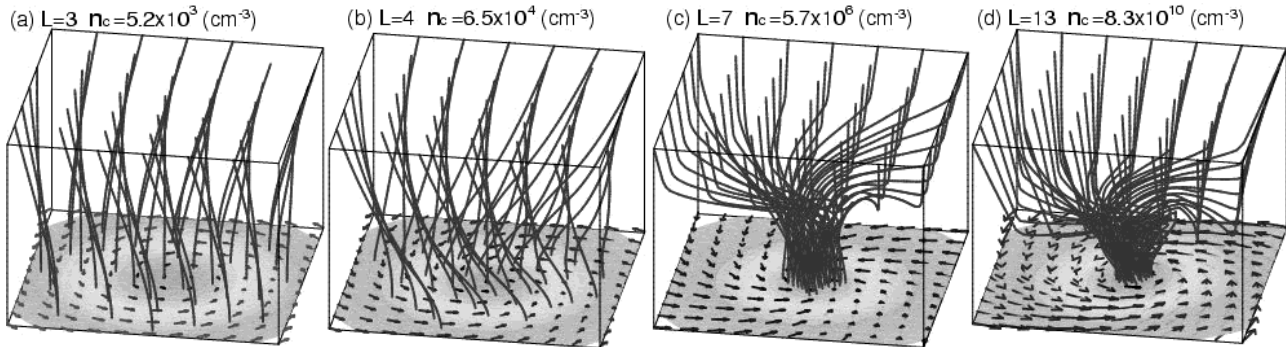 (a) L=3 nc=5.2x10³ (cm⁻³)
(b) L=4 nc=6.5x10⁴ (cm⁻³)
(c) L=7 nc=5.7x10⁶ (cm⁻³)
(d) L=13 nc=8.3x10¹⁰ (cm⁻³)